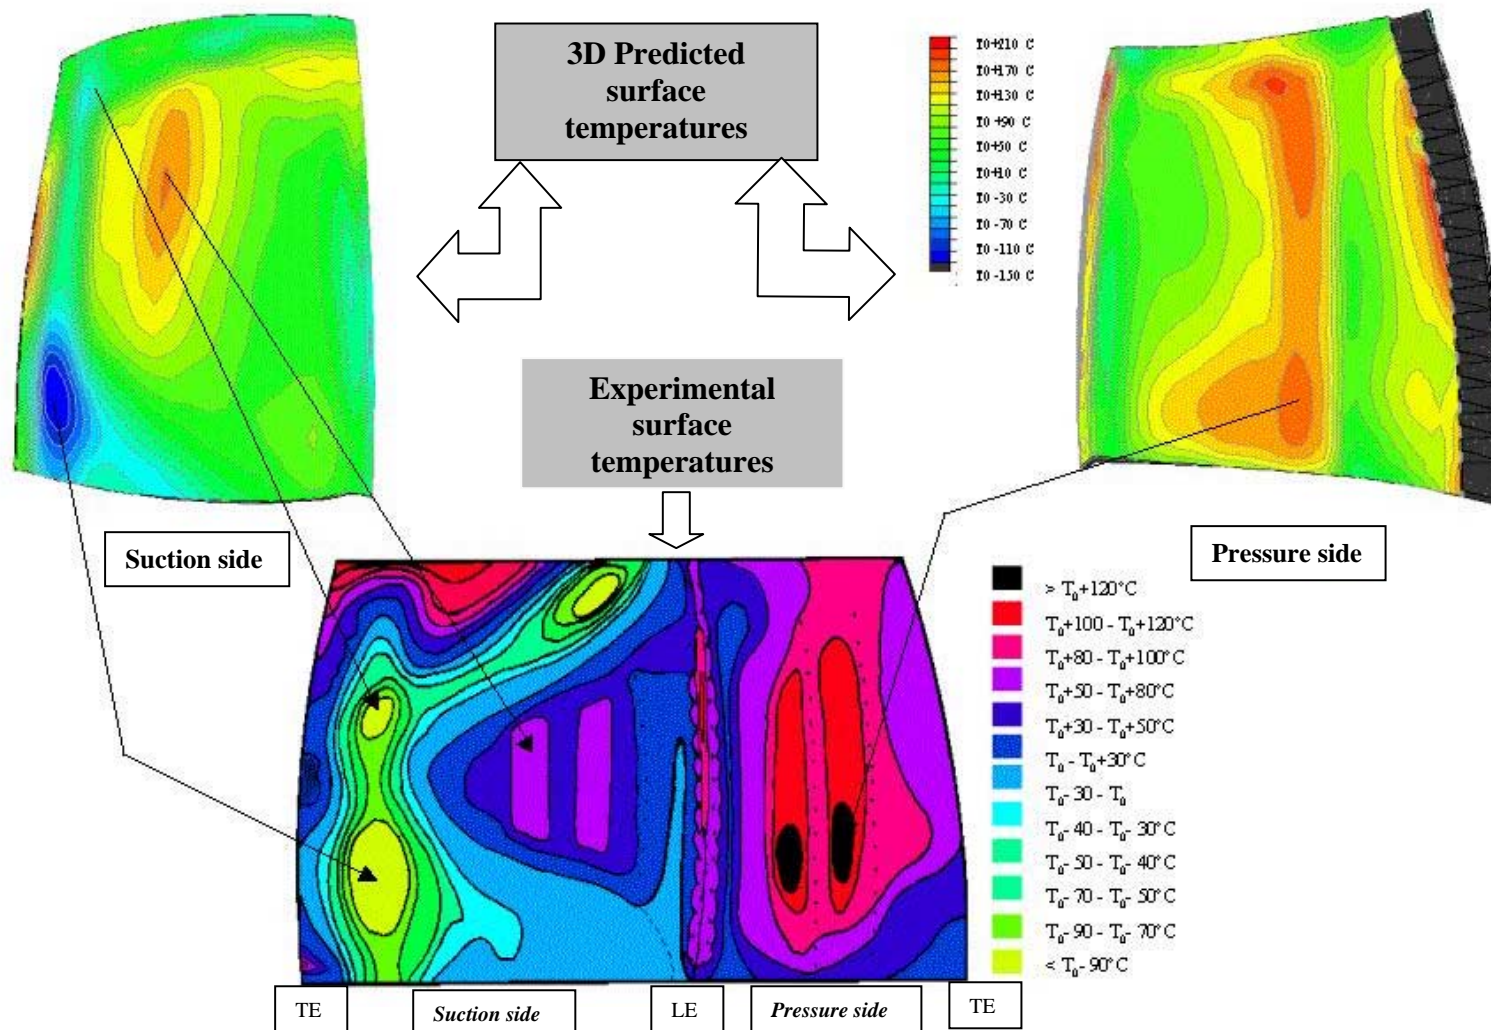 3D Predicted
surface
temperatures
T0+210 C
T0+170 C
T0+130 C
T0+90 C
T0+50 C
T0+10 C
T0-30 C
T0-70 C
T0-110 C
T0-150 C
Experimental
surface
temperatures
Suction side
Pressure side
> T₀+120°C
T₀+100 - T₀+120°C
T₀+80 - T₀+100°C
T₀+50 - T₀+80°C
T₀+30 - T₀+50°C
T₀ - T₀+30°C
T₀-30 - T₀
T₀-40 - T₀-30°C
T₀-50 - T₀-40°C
T₀-70 - T₀-50°C
T₀-90 - T₀-70°C
< T₀-90°C
TE
Suction side
LE
Pressure side
TE